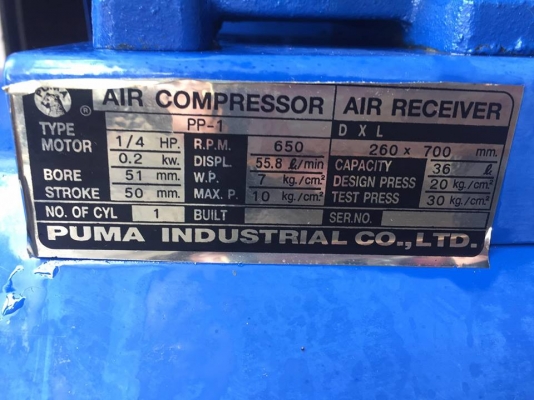 ® AIR COMPRESSOR AIR RECEIVER
TYPE PP-1 D X L
MOTOR 1/4 HP. R.P.M. 650 260 x 700 mm.
0.2 kw. DISPL. 55.8 ℓ/min CAPACITY 36 ℓ
BORE 51 mm. W.P. 7 kg./cm² DESIGN PRESS 20 kg./cm²
STROKE 50 mm. MAX. P. 10 kg./cm² TEST PRESS 30 kg./cm²
NO. OF CYL 1 BUILT SER.NO.
PUMA INDUSTRIAL CO., LTD.